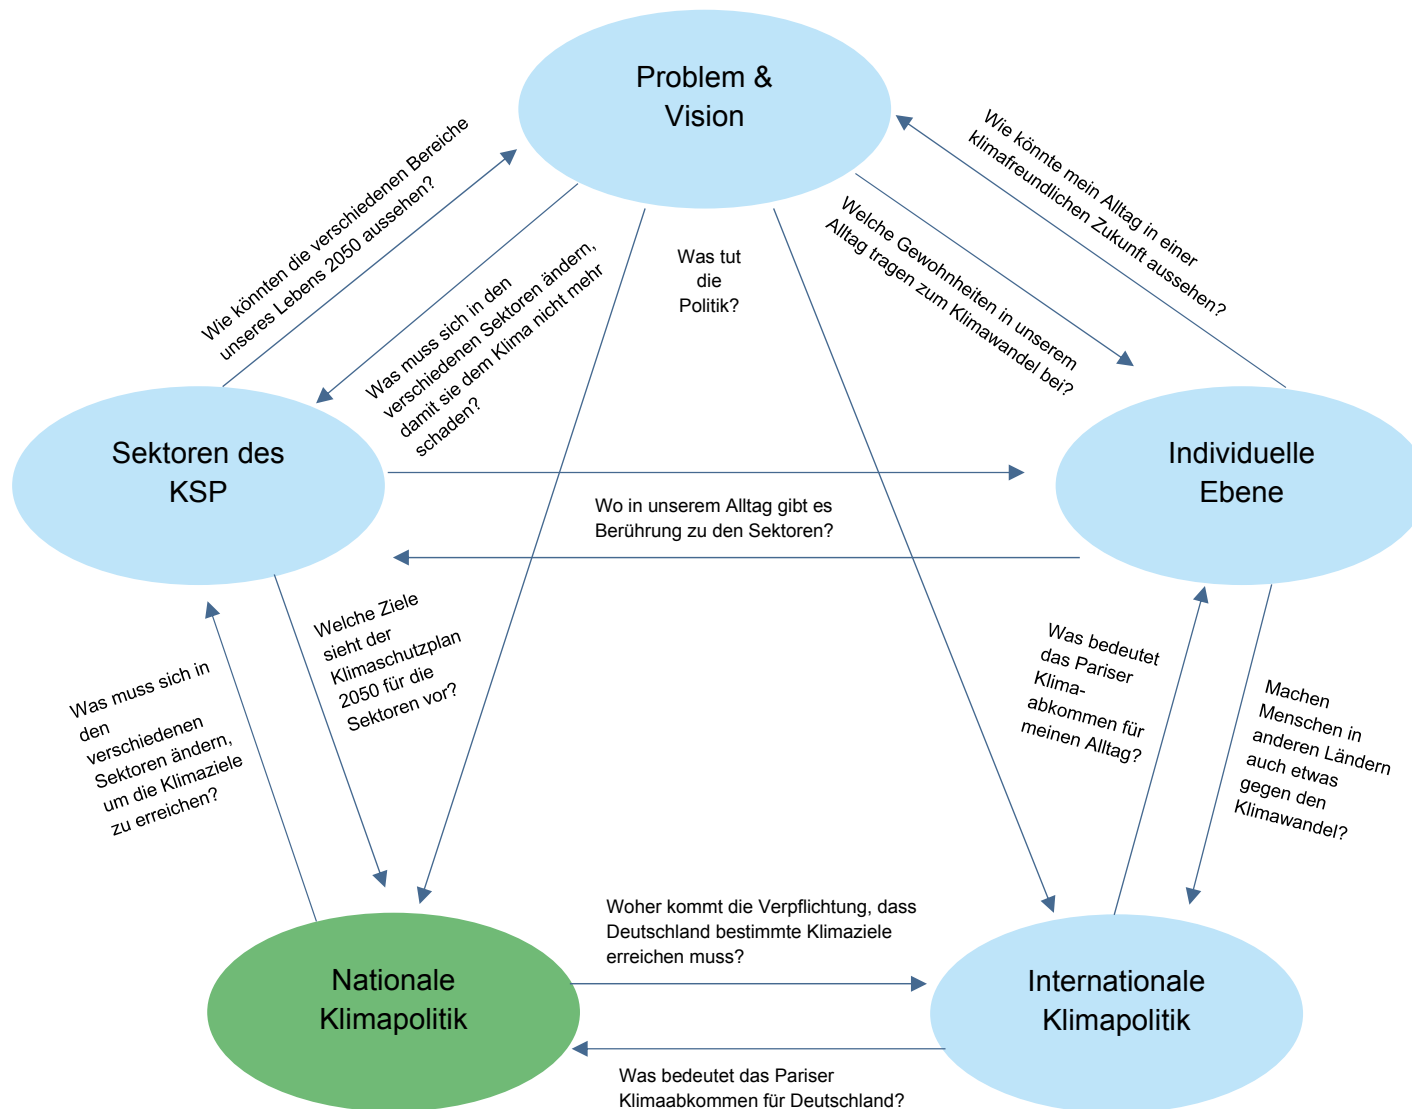 Problem &
Vision
Wie könnten die verschiedenen Bereiche
unseres Lebens 2050 aussehen?
Was muss sich in den
verschiedenen Sektoren ändern,
damit sie dem Klima nicht mehr
schaden?
Was tut
die
Politik?
Welche Gewohnheiten in unserem
Alltag tragen zum Klimawandel bei?
Wie könnte mein Alltag in einer
klimafreundlichen Zukunft aussehen?
Sektoren des
KSP
Individuelle
Ebene
Wo in unserem Alltag gibt es
Berührung zu den Sektoren?
Was muss sich in
den
verschiedenen
Sektoren ändern,
um die Klimaziele
zu erreichen?
Welche Ziele
sieht der
Klimaschutzplan
2050 für die
Sektoren vor?
Was bedeutet
das Pariser
Klima-
abkommen für
meinen Alltag?
Machen
Menschen in
anderen Ländern
auch etwas
gegen den
Klimawandel?
Woher kommt die Verpflichtung, dass
Deutschland bestimmte Klimaziele
erreichen muss?
Nationale
Klimapolitik
Internationale
Klimapolitik
Was bedeutet das Pariser
Klimaabkommen für Deutschland?